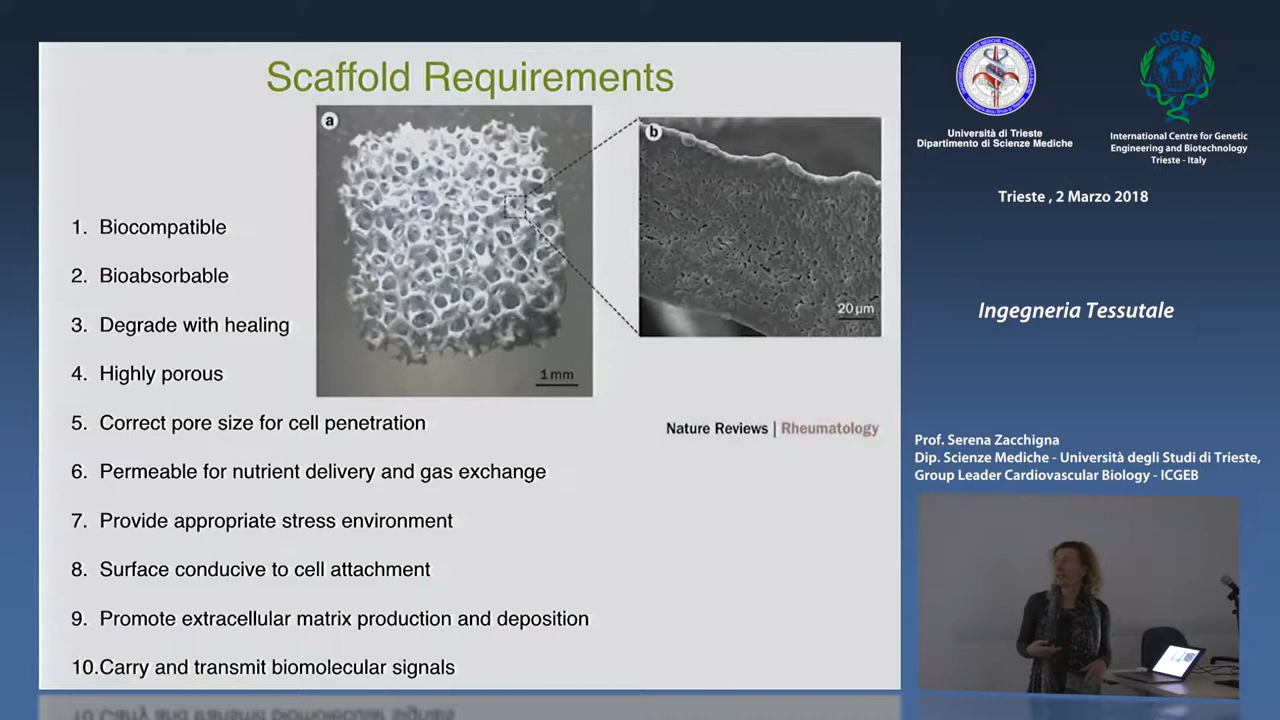 Scaffold Requirements
a
b
1. Biocompatible
2. Bioabsorbable
3. Degrade with healing
4. Highly porous
5. Correct pore size for cell penetration
6. Permeable for nutrient delivery and gas exchange
7. Provide appropriate stress environment
8. Surface conducive to cell attachment
9. Promote extracellular matrix production and deposition
10.Carry and transmit biomolecular signals
1 mm
20 µm
Nature Reviews | Rheumatology
ICGEB
Università di Trieste
Dipartimento di Scienze Mediche
International Centre for Genetic
Engineering and Biotechnology
Trieste - Italy
Trieste , 2 Marzo 2018
Ingegneria Tessutale
Prof. Serena Zacchigna
Dip. Scienze Mediche - Università degli Studi di Trieste,
Group Leader Cardiovascular Biology - ICGEB